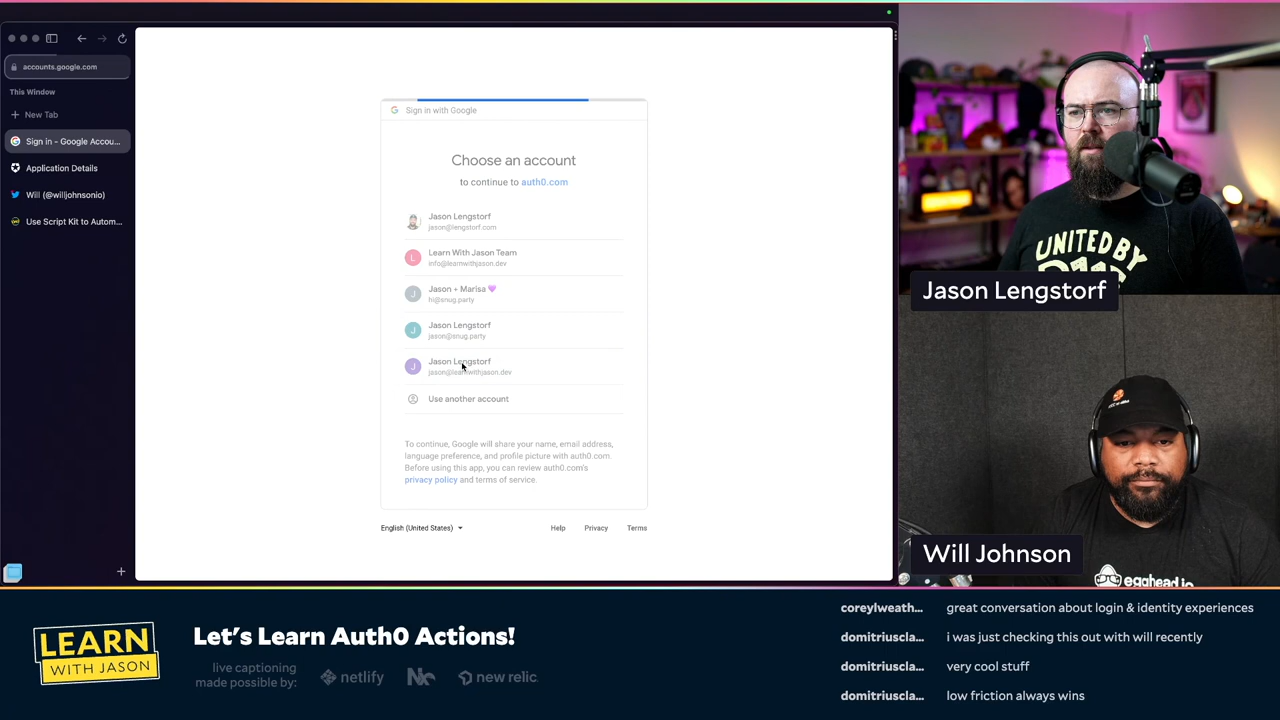 accounts.google.com
This Window
New Tab
Sign in - Google Accou...
Application Details
Will (@willjohnsonio)
Use Script Kit to Autom...
Sign in with Google
Choose an account
to continue to auth0.com
Jason Lengstorf
jason@lengstorf.com
L
Learn With Jason Team
info@learnwithjason.dev
J
Jason + Marisa 💜
hi@snug.party
J
Jason Lengstorf
jason@snug.party
J
Jason Lengstorf
jason@learnwithjason.dev
Use another account
To continue, Google will share your name, email address,
language preference, and profile picture with auth0.com.
Before using this app, you can review auth0.com's
privacy policy and terms of service.
English (United States)
Help
Privacy
Terms
UNITED BY
Jason Lengstorf
Will Johnson
egghead.io
LEARN
WITH JASON
Let's Learn Auth0 Actions!
live captioning
made possible by:
netlify
new relic
coreylweath... great conversation about login & identity experiences
domitriuscla... i was just checking this out with will recently
domitriuscla... very cool stuff
domitriuscla... low friction always wins